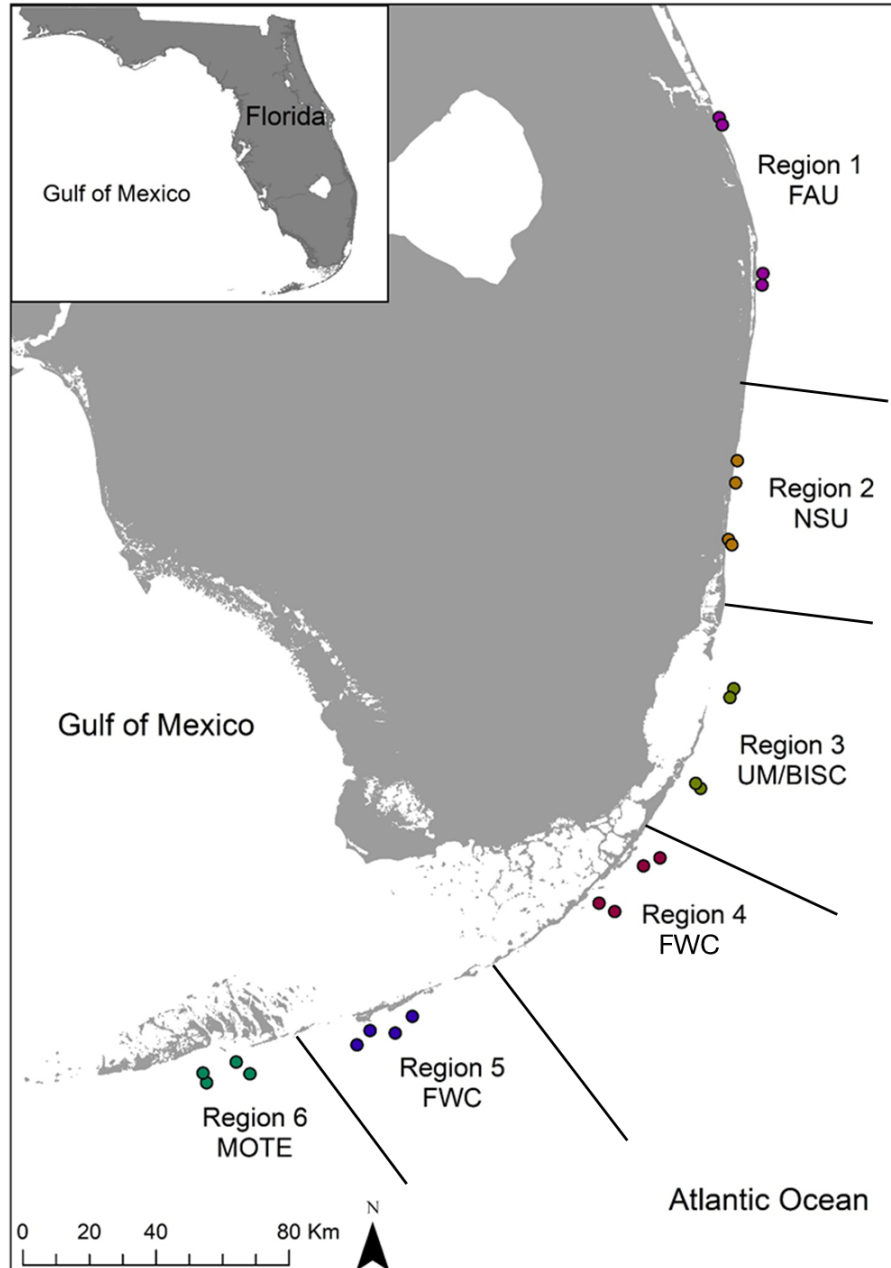 Florida
Gulf of Mexico
Region 1
FAU
Region 2
NSU
Gulf of Mexico
Region 3
UM/BISC
Region 4
FWC
Region 5
FWC
Region 6
MOTE
Atlantic Ocean
N
0 20 40 80 Km